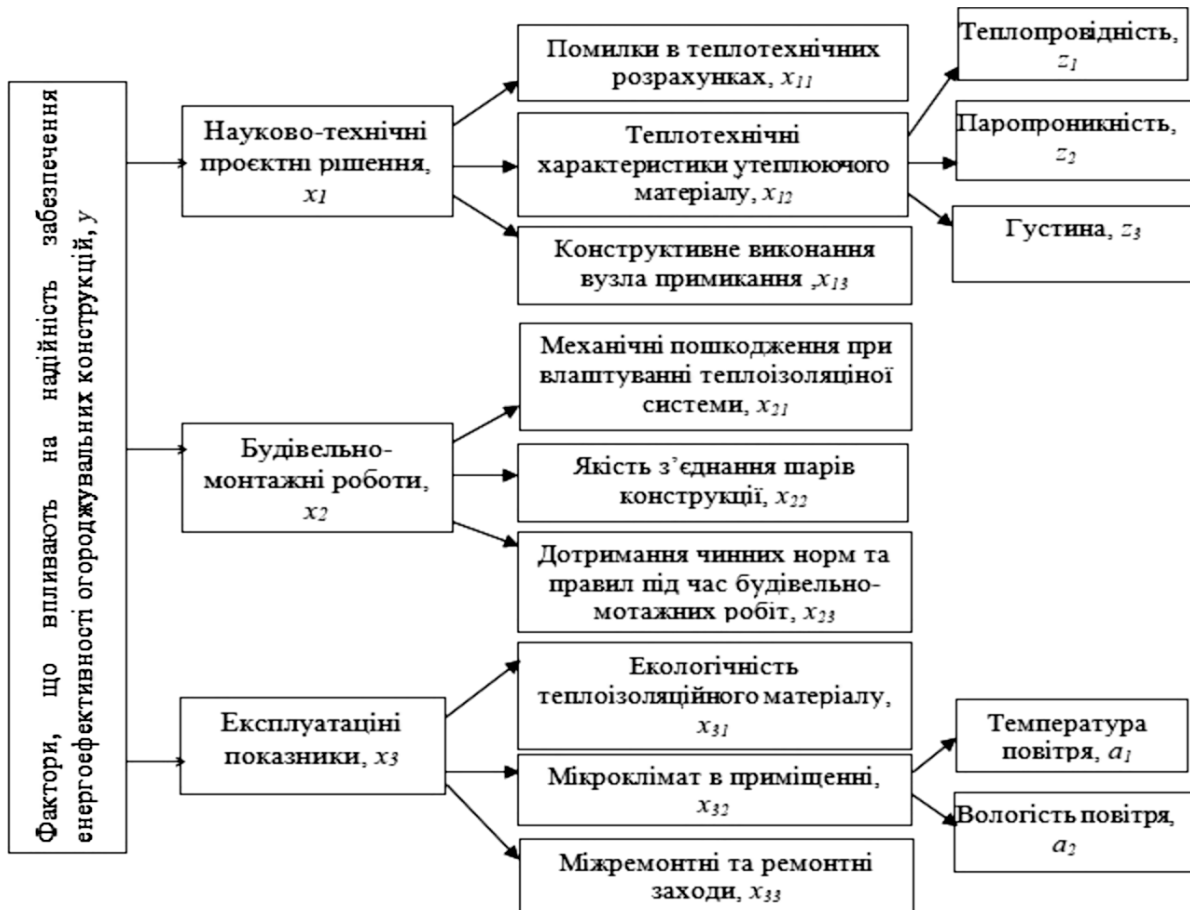 Фактори, що впливають на надійність забезпечення
енергоефективності огороджувальних конструкцій, y
Науково-технічні
проєктні рішення,
x1
Помилки в теплотехнічних
розрахунках, x11
Теплотехнічні
характеристики утеплюючого
матеріалу, x12
Теплопровідність,
z1
Паропроникність,
z2
Густина, z3
Конструктивне виконання
вузла примикання ,x13
Будівельно-
монтажні роботи,
x2
Механічні пошкодження при
влаштуванні теплоізоляціної
системи, x21
Якість з’єднання шарів
конструкції, x22
Дотримання чинних норм та
правил під час будівельно-
мотажних робіт, x23
Експлуатаціні
показники, x3
Екологічність
теплоізоляційного матеріалу,
x31
Мікроклімат в приміщенні,
x32
Температура
повітря, a1
Вологість повітря,
a2
Міжремонтні та ремонтні
заходи, x33